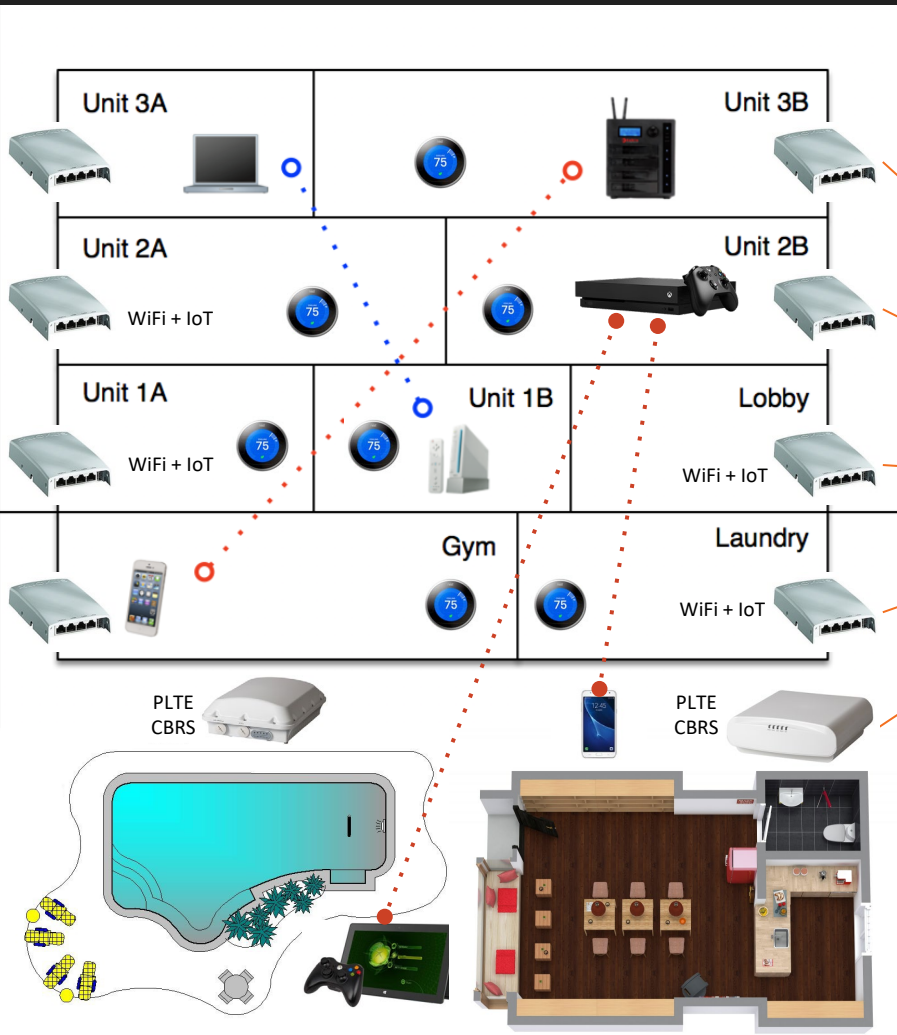 Unit 3A
Unit 3B
75
Unit 2A
Unit 2B
WiFi + IoT
75
75
Unit 1A
Unit 1B
Lobby
WiFi + IoT
75
75
WiFi + IoT
Gym
Laundry
75
75
WiFi + IoT
PLTE
CBRS
12:45
PLTE
CBRS